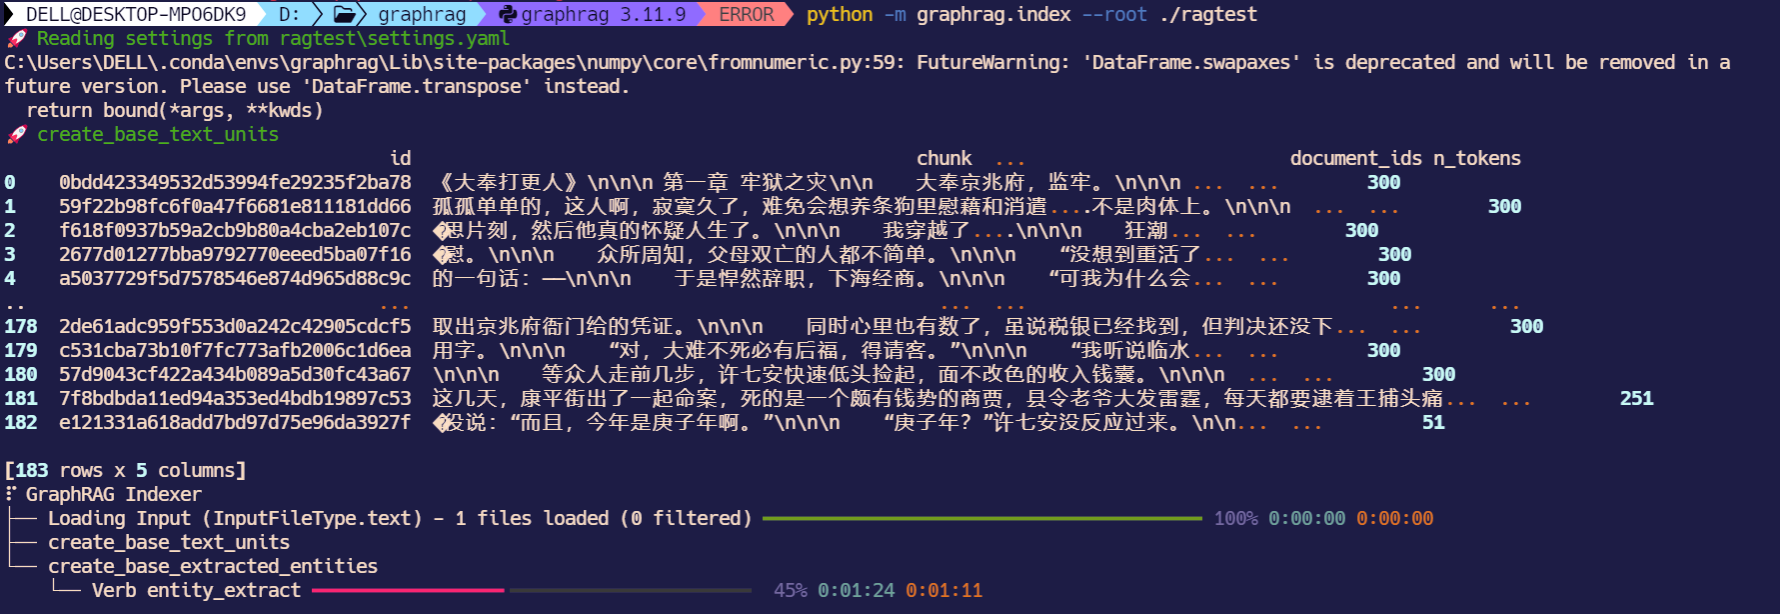 DELL@DESKTOP-MPO6DK9 D: graphrag graphrag 3.11.9 ERROR python -m graphrag.index --root ./ragtest
🚀 Reading settings from ragtest\settings.yaml
C:\Users\DELL\.conda\envs\graphrag\Lib\site-packages\numpy\core\fromnumeric.py:59: FutureWarning: 'DataFrame.swapaxes' is deprecated and will be removed in a
future version. Please use 'DataFrame.transpose' instead.
return bound(*args, **kwds)
🚀 create_base_text_units
id chunk ... document_ids n_tokens
0 0bdd423349532d53994fe29235f2ba78 《大奉打更人》\n\n\n 第一章 牢狱之灾\n\n 大奉京兆府，监牢。\n\n\n ... ... 300
1 59f22b98fc6f0a47f6681e811181dd66 孤孤单单的，这人啊，寂寞久了，难免会想养条狗里慰藉和消遣....不是肉体上。\n\n\n ... ... 300
2 f618f0937b59a2cb9b80a4cba2eb107c �思片刻，然后他真的怀疑人生了。\n\n\n 我穿越了....\n\n\n 狂潮... ... 300
3 2677d01277bba9792770eeed5ba07f16 �慰。\n\n\n 众所周知，父母双亡的人都不简单。\n\n\n “没想到重活了... ... 300
4 a5037729f5d7578546e874d965d88c9c 的一句话：——\n\n\n 于是悍然辞职，下海经商。\n\n\n “可我为什么会... ... 300
.. ... ... ... ... ...
178 2de61adc959f553d0a242c42905cdcf5 取出京兆府衙门给的凭证。\n\n\n 同时心里也有数了，虽说税银已经找到，但判决还没下... ... 300
179 c531cba73b10f7fc773afb2006c1d6ea 用字。\n\n\n “对，大难不死必有后福，得请客。”\n\n\n “我听说临水... ... 300
180 57d9043cf422a434b089a5d30fc43a67 \n\n\n 等众人走前几步，许七安快速低头捡起，面不改色的收入钱囊。\n\n\n ... ... 300
181 7f8bdbda11ed94a353ed4bdb19897c53 这几天，康平街出了一起命案，死的是一个颇有钱势的商贾，县令老爷大发雷霆，每天都要逮着王捕头痛... ... 251
182 e121331a618add7bd97d75e96da3927f �没说：“而且，今年是庚子年啊。”\n\n\n “庚子年？”许七安没反应过来。\n\n... ... 51
[183 rows x 5 columns]
⠏ GraphRAG Indexer
├── Loading Input (InputFileType.text) - 1 files loaded (0 filtered) 100% 0:00:00 0:00:00
├── create_base_text_units
└── create_base_extracted_entities
└── Verb entity_extract 45% 0:01:24 0:01:11